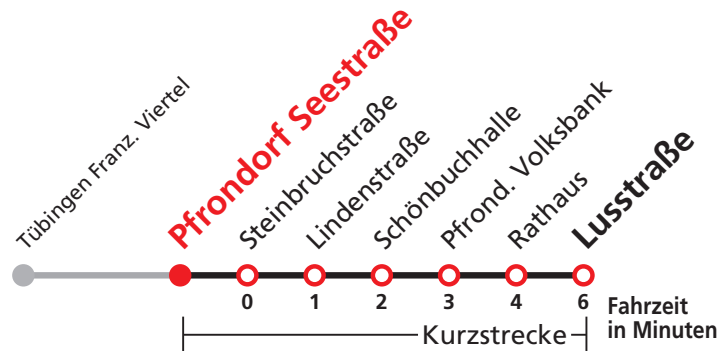 Tübingen Franz. Viertel
Pfrondorf Seestraße
Steinbruchstraße
Lindenstraße
Schönbuchhalle
Pfrond. Volksbank
Rathaus
Lusstraße
0 1 2 3 4 6 Fahrzeit
in Minuten
Kurzstrecke